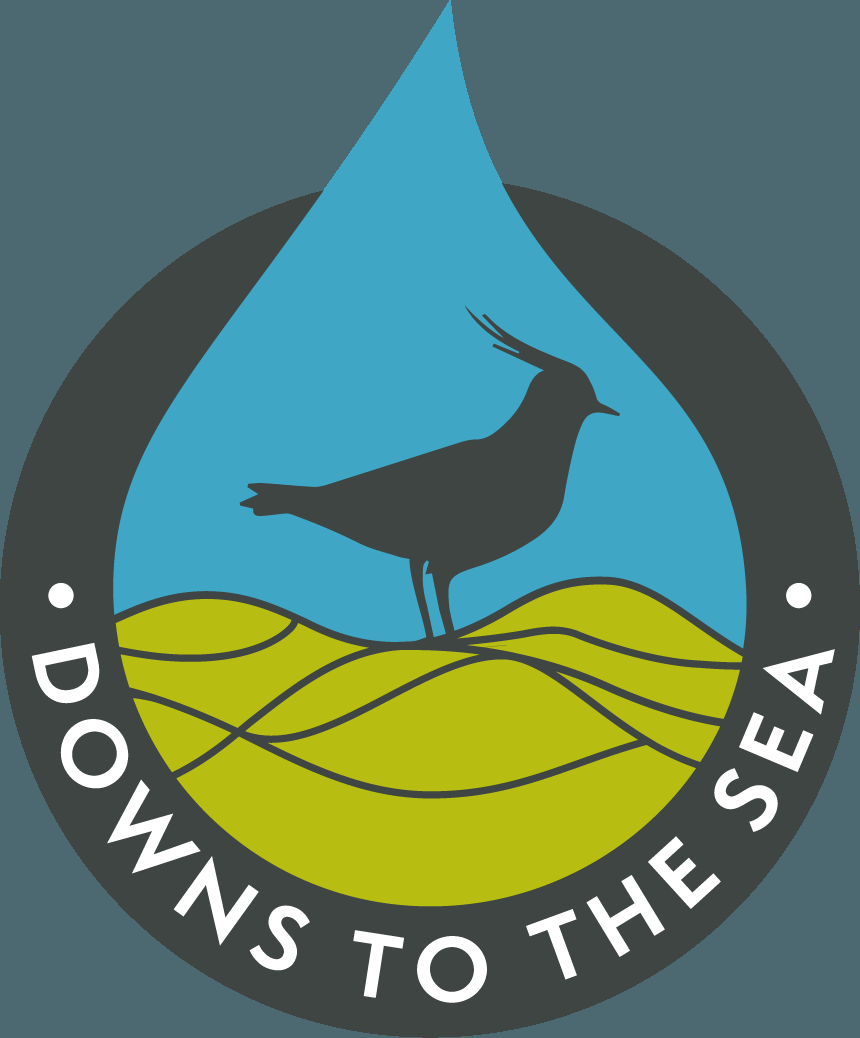 • DOWNS TO THE SEA •